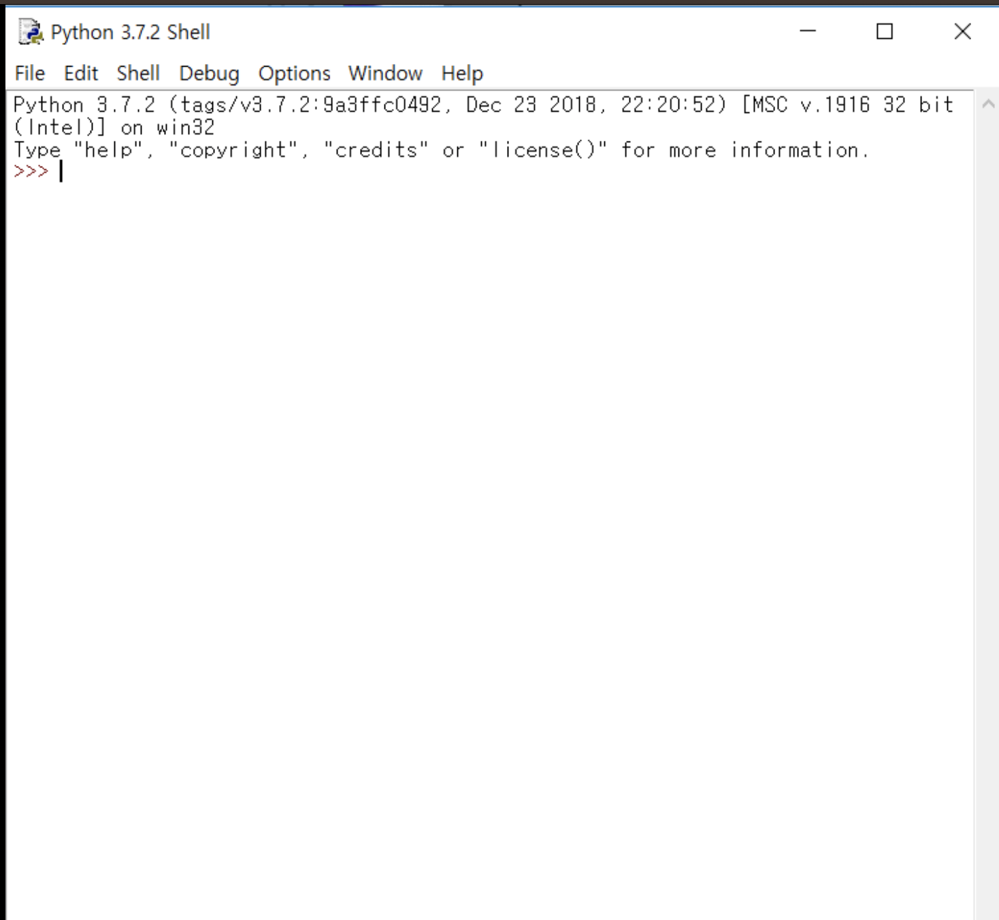 Python 3.7.2 Shell
File Edit Shell Debug Options Window Help
Python 3.7.2 (tags/v3.7.2:9a3ffc0492, Dec 23 2018, 22:20:52) [MSC v.1916 32 bit
(Intel)] on win32
Type "help", "copyright", "credits" or "license()" for more information.
>>>